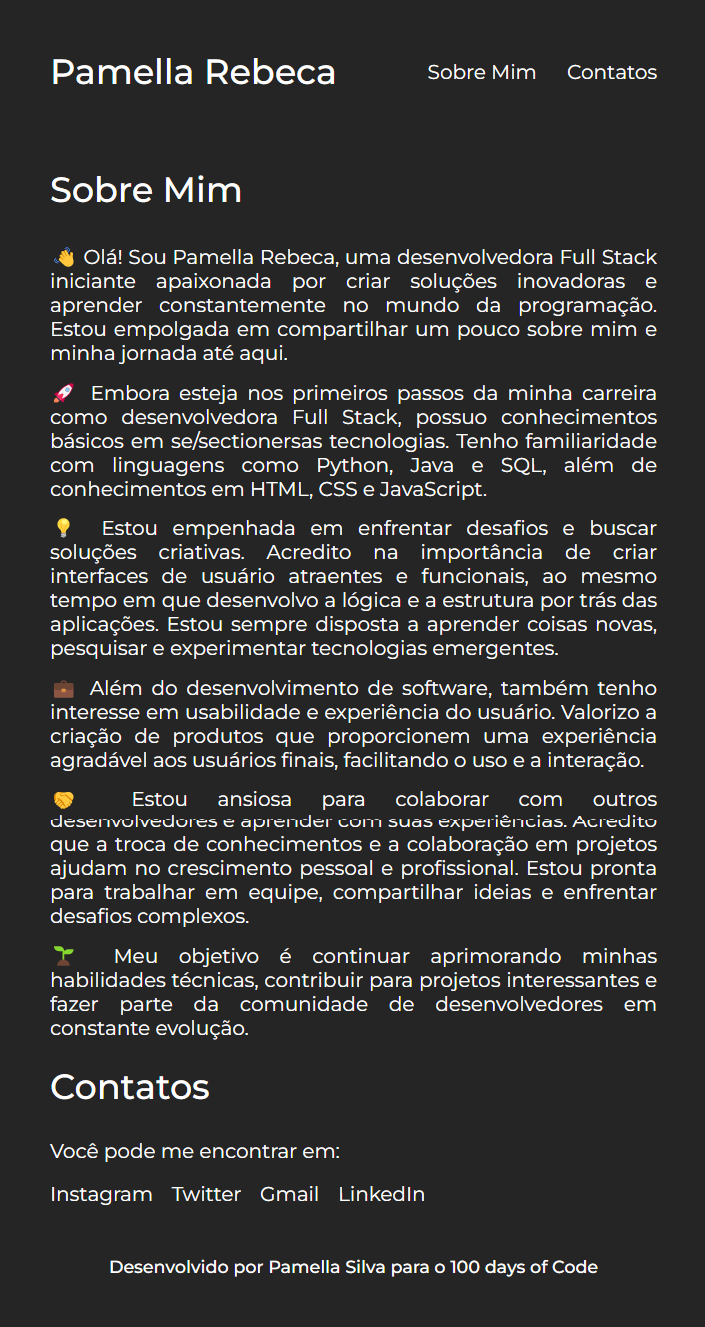 Pamella Rebeca
Sobre Mim Contatos
Sobre Mim
👋 Olá! Sou Pamella Rebeca, uma desenvolvedora Full Stack
iniciante apaixonada por criar soluções inovadoras e
aprender constantemente no mundo da programação.
Estou empolgada em compartilhar um pouco sobre mim e
minha jornada até aqui.
🚀 Embora esteja nos primeiros passos da minha carreira
como desenvolvedora Full Stack, possuo conhecimentos
básicos em se/sectionersas tecnologias. Tenho familiaridade
com linguagens como Python, Java e SQL, além de
conhecimentos em HTML, CSS e JavaScript.
💡 Estou empenhada em enfrentar desafios e buscar
soluções criativas. Acredito na importância de criar
interfaces de usuário atraentes e funcionais, ao mesmo
tempo em que desenvolvo a lógica e a estrutura por trás das
aplicações. Estou sempre disposta a aprender coisas novas,
pesquisar e experimentar tecnologias emergentes.
💼 Além do desenvolvimento de software, também tenho
interesse em usabilidade e experiência do usuário. Valorizo a
criação de produtos que proporcionem uma experiência
agradável aos usuários finais, facilitando o uso e a interação.
🤝 Estou ansiosa para colaborar com outros
desenvolvedores e aprender com suas experiências. Acredito
que a troca de conhecimentos e a colaboração em projetos
ajudam no crescimento pessoal e profissional. Estou pronta
para trabalhar em equipe, compartilhar ideias e enfrentar
desafios complexos.
🌱 Meu objetivo é continuar aprimorando minhas
habilidades técnicas, contribuir para projetos interessantes e
fazer parte da comunidade de desenvolvedores em
constante evolução.
Contatos
Você pode me encontrar em:
Instagram Twitter Gmail LinkedIn
Desenvolvido por Pamella Silva para o 100 days of Code